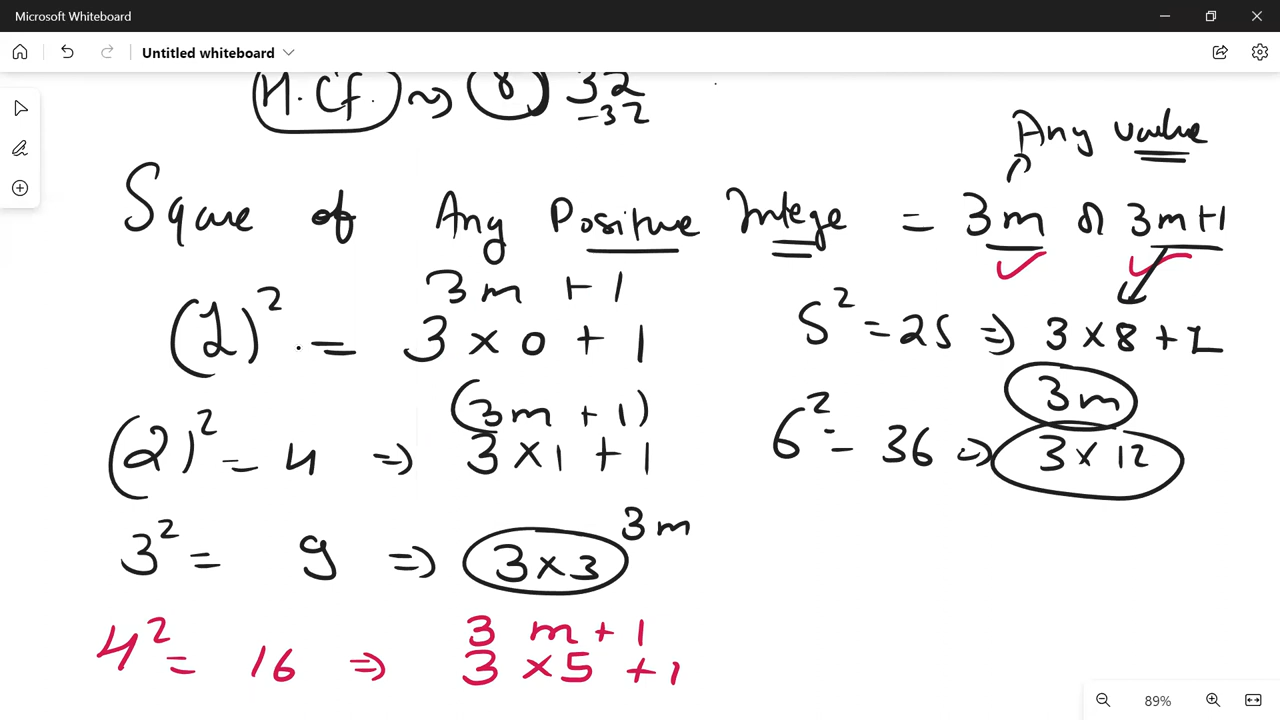 Microsoft Whiteboard
Untitled whiteboard
H.Cf. ~> 8) 32
-32
Any value
Sqare of Any Positive Intege = 3m or 3m+1
3m + 1
(1)² = 3 × 0 + 1
5² = 25 => 3 × 8 + 1
(3m + 1)
(2)² = 4 => 3 × 1 + 1
3m
6² = 36 => 3 × 12
3m
3² = 9 => 3 × 3
3 m + 1
4² = 16 => 3 × 5 + 1
89%